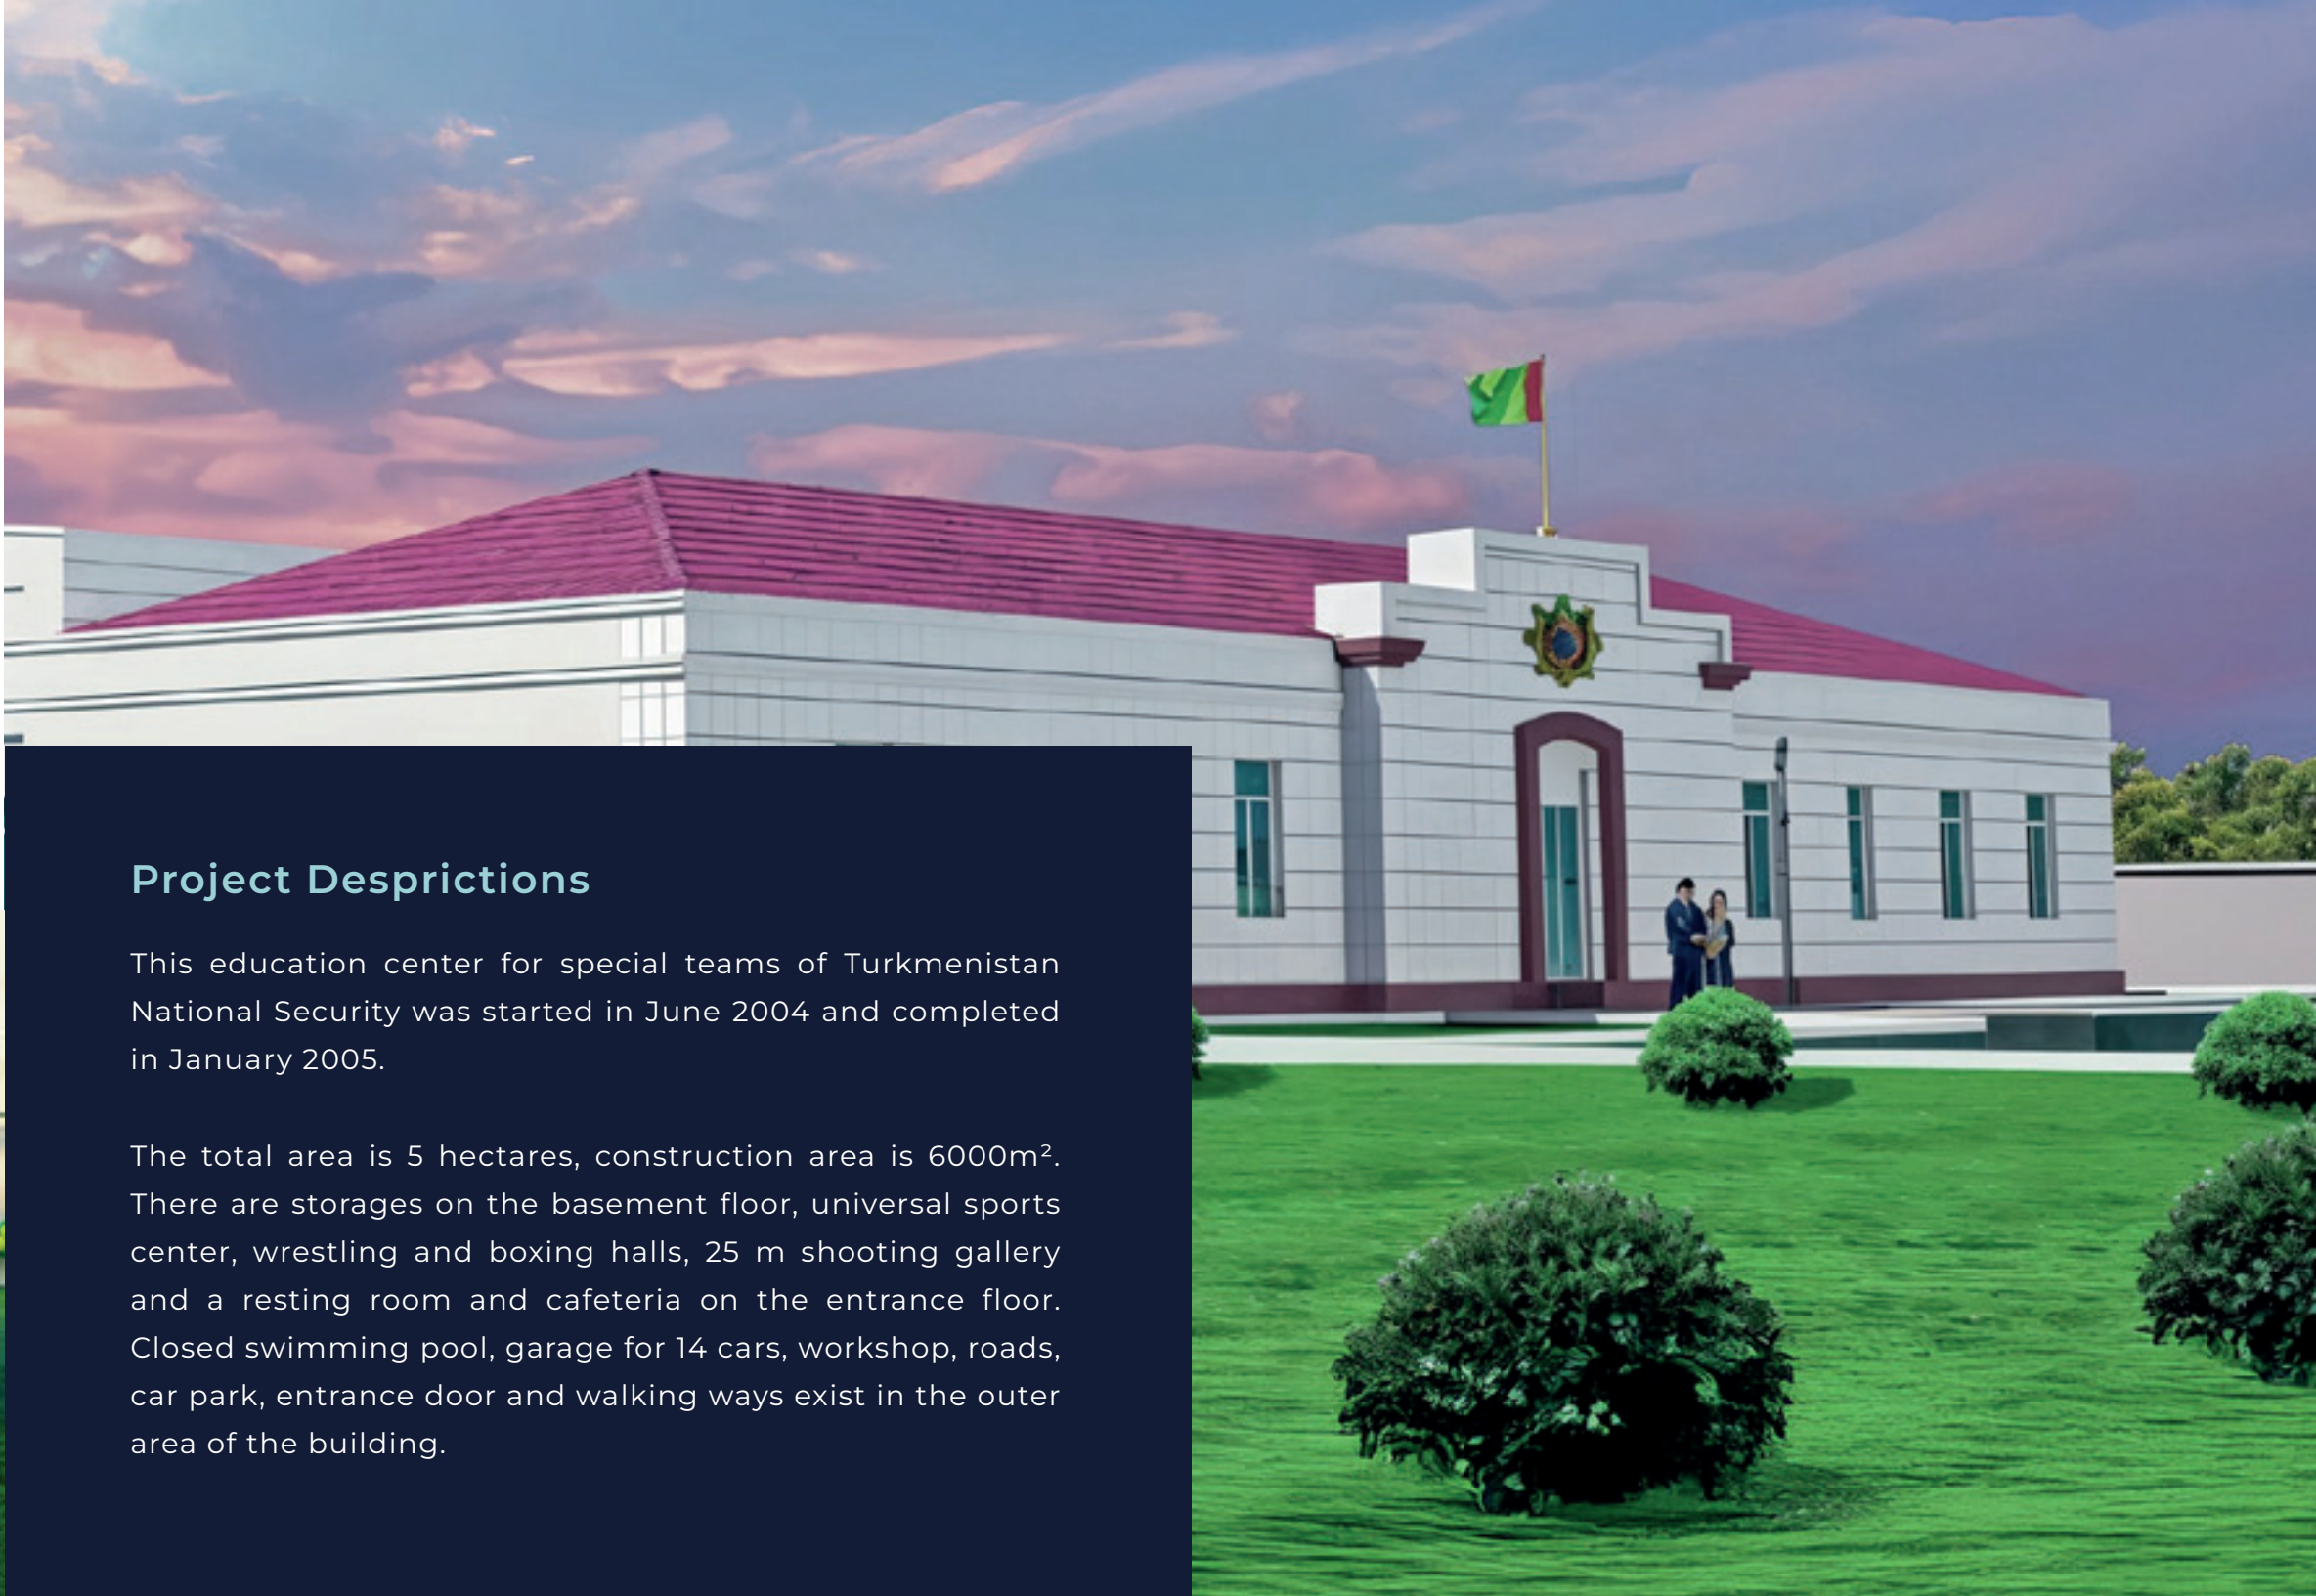 Project Desprictions
This education center for special teams of Turkmenistan
National Security was started in June 2004 and completed
in January 2005.
The total area is 5 hectares, construction area is 6000m².
There are storages on the basement floor, universal sports
center, wrestling and boxing halls, 25 m shooting gallery
and a resting room and cafeteria on the entrance floor.
Closed swimming pool, garage for 14 cars, workshop, roads,
car park, entrance door and walking ways exist in the outer
area of the building.